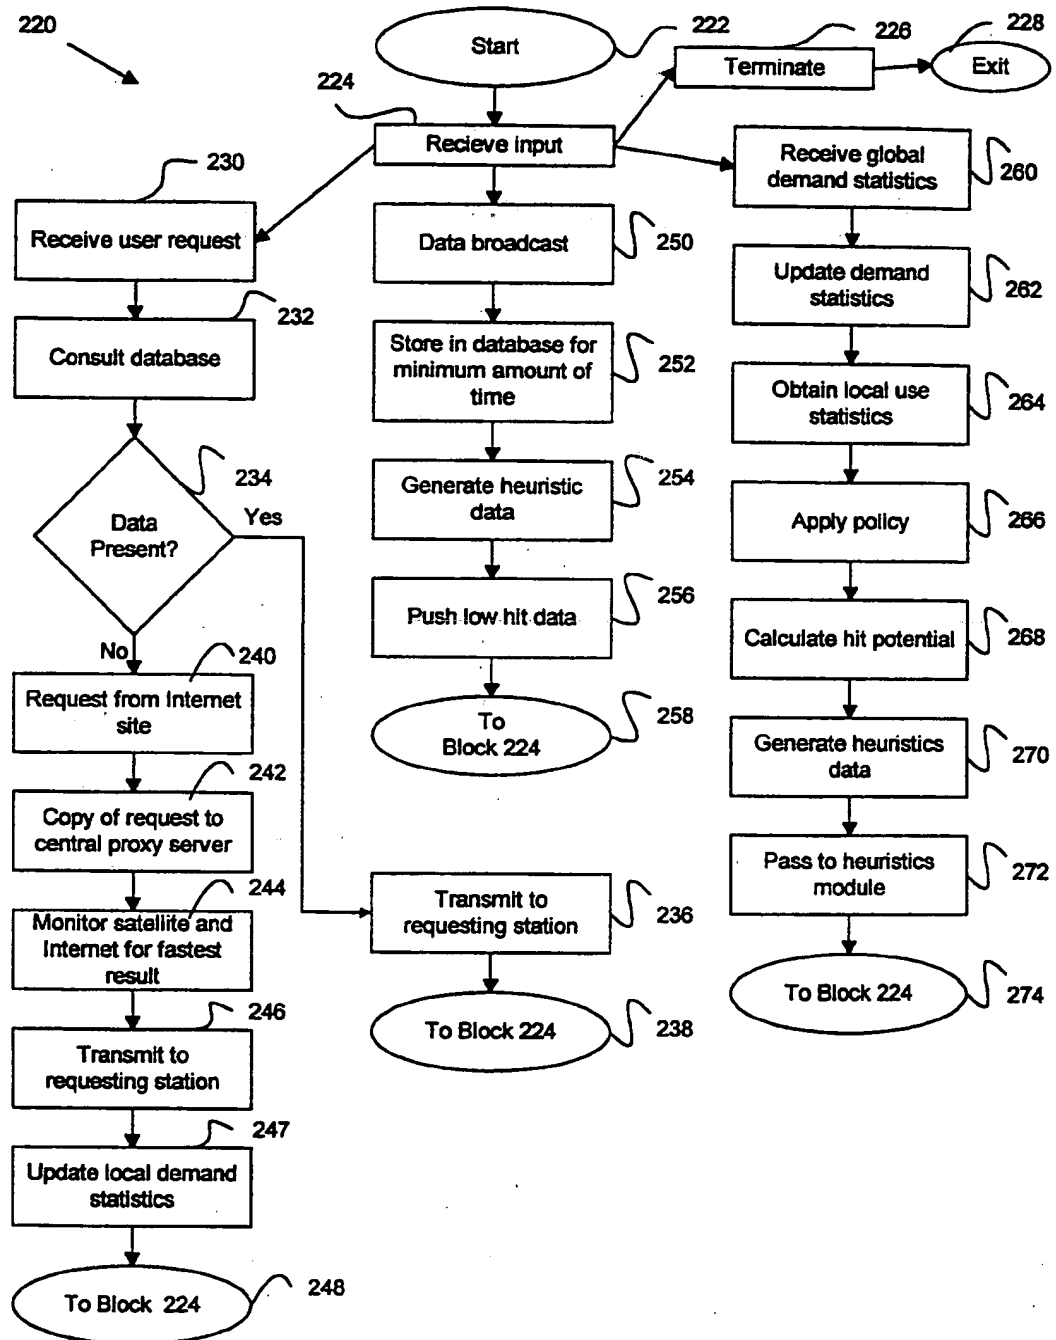 220
Start
222
226
Terminate
228
Exit
224
Recieve input
230
Receive user request
232
Consult database
234
Data
Present?
Yes
No
240
Request from Internet
site
242
Copy of request to
central proxy server
244
Monitor satellite and
Internet for fastest
result
246
Transmit to
requesting station
247
Update local demand
statistics
To Block 224
248
Data broadcast
250
Store in database for
minimum amount of
time
252
Generate heuristic
data
254
Push low hit data
256
To
Block 224
258
Transmit to
requesting station
236
To Block 224
238
Receive global
demand statistics
260
Update demand
statistics
262
Obtain local use
statistics
264
Apply policy
266
Calculate hit potential
268
Generate heuristics
data
270
Pass to heuristics
module
272
To Block 224
274